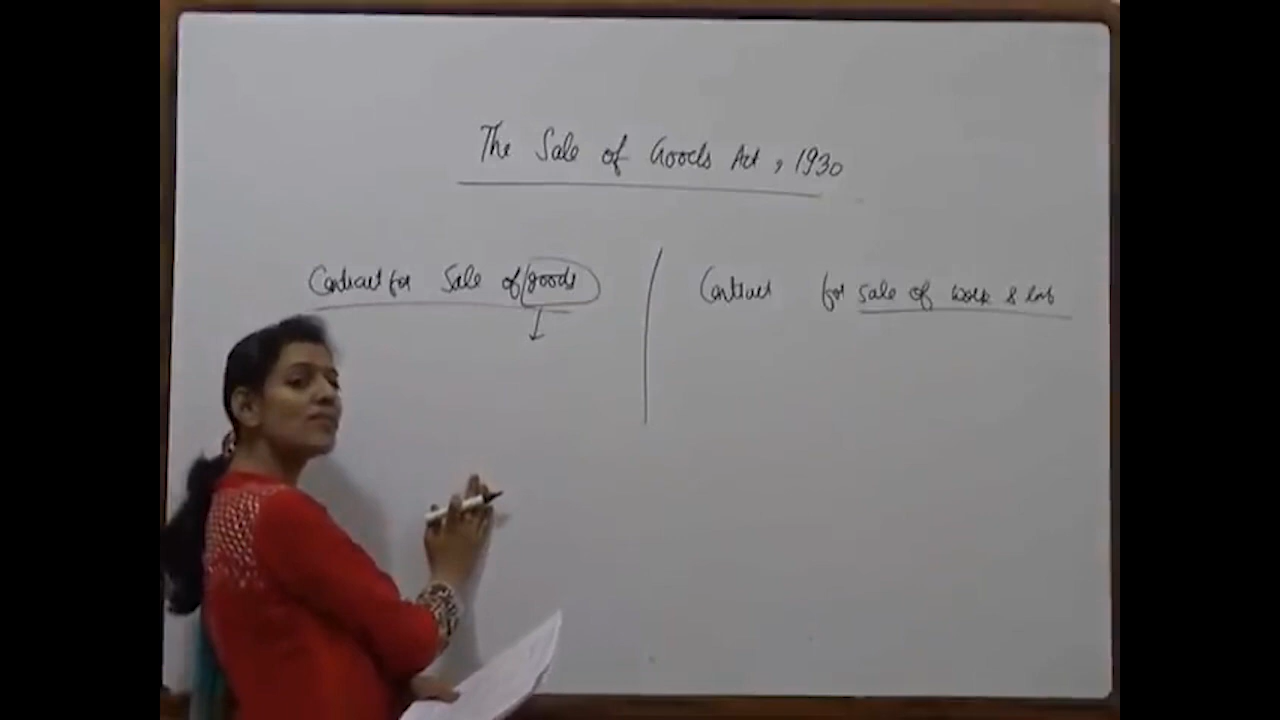 The Sale of Goods Act, 1930
Contract for Sale of goods
Contract for sale of work & lab